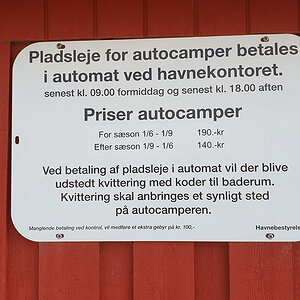 Pladsleje for autocamper betales
i automat ved havnekontoret.
senest kl. 09.00 formiddag og senest kl. 18.00 aften
Priser autocamper
For sæson 1/6 - 1/9 190.-kr
Efter sæson 1/9 - 1/6 140.-kr
Ved betaling af pladsleje i automat vil der blive
udstedt kvittering med koder til baderum.
Kvittering skal anbringes et synligt sted
på autocamperen.
Manglende betaling ved kontrol, vil medføre et ekstra gebyr på kr. 100,- Havnebestyrels